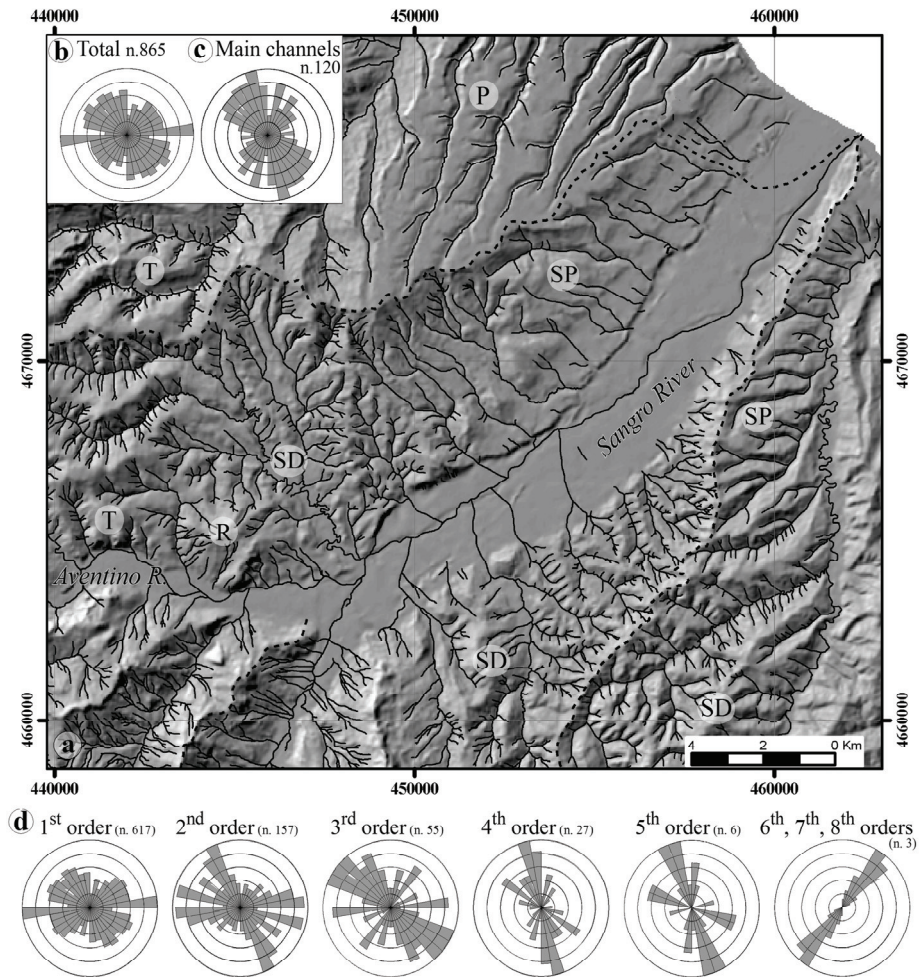 440000 450000 460000
b Total n.865
c Main channels
n.120
P
T
SP
4670000
4670000
Sangro River
SP
SD
T
R
Aventino R.
SD
SD
4660000
4660000
a
4 2 0 Km
440000 450000 460000
d 1st order (n. 617) 2nd order (n. 157) 3rd order (n. 55) 4th order (n. 27) 5th order (n. 6) 6th, 7th, 8th orders
(n. 3)